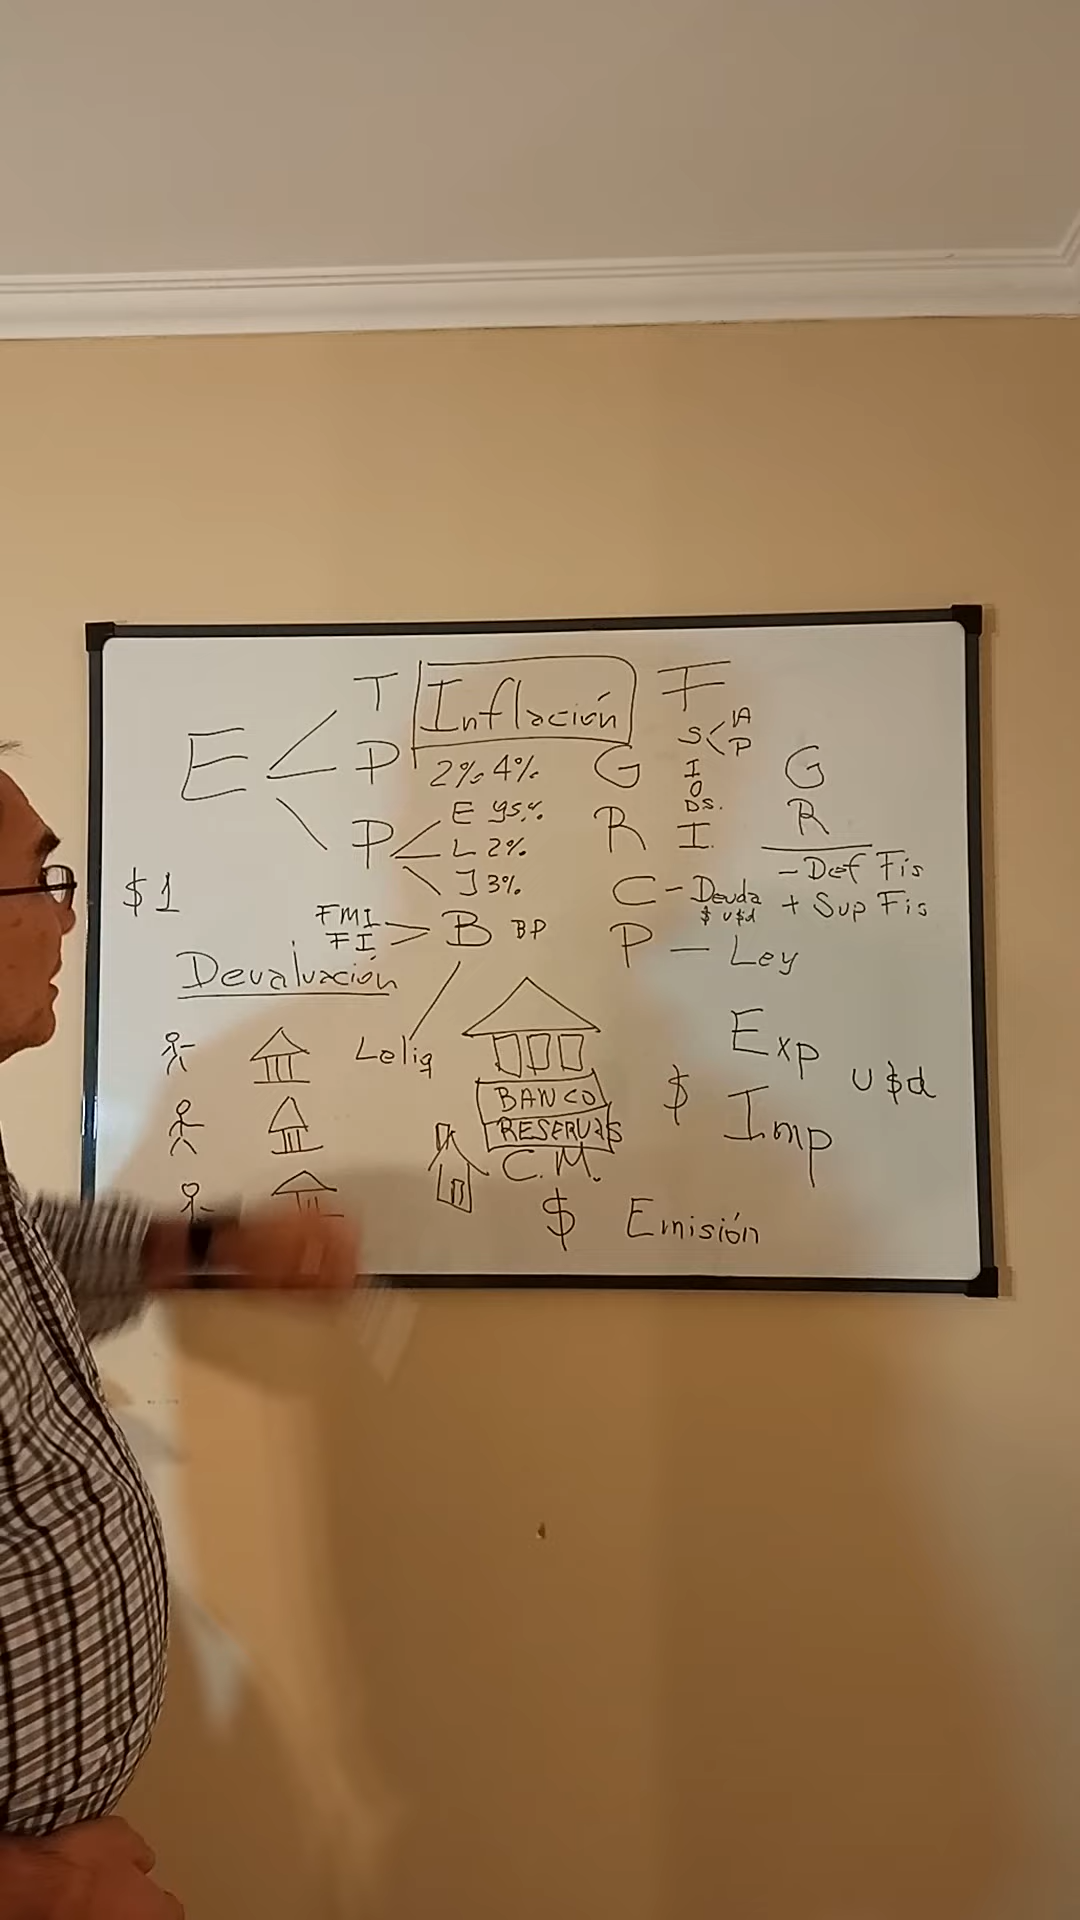 T Inflación F
E P 2% 4% G S IA
P
I
O
DS.
G
P E 95% R I. R
L 2%
J 3%
- Def Fis
$1 C - Deuda + Sup Fis
$ u$d
FMI B BP P - Ley
FI
Devaluación
Leliq Exp
u$d
BANCO $ Imp
RESERVAS
C.M.
$ Emisión